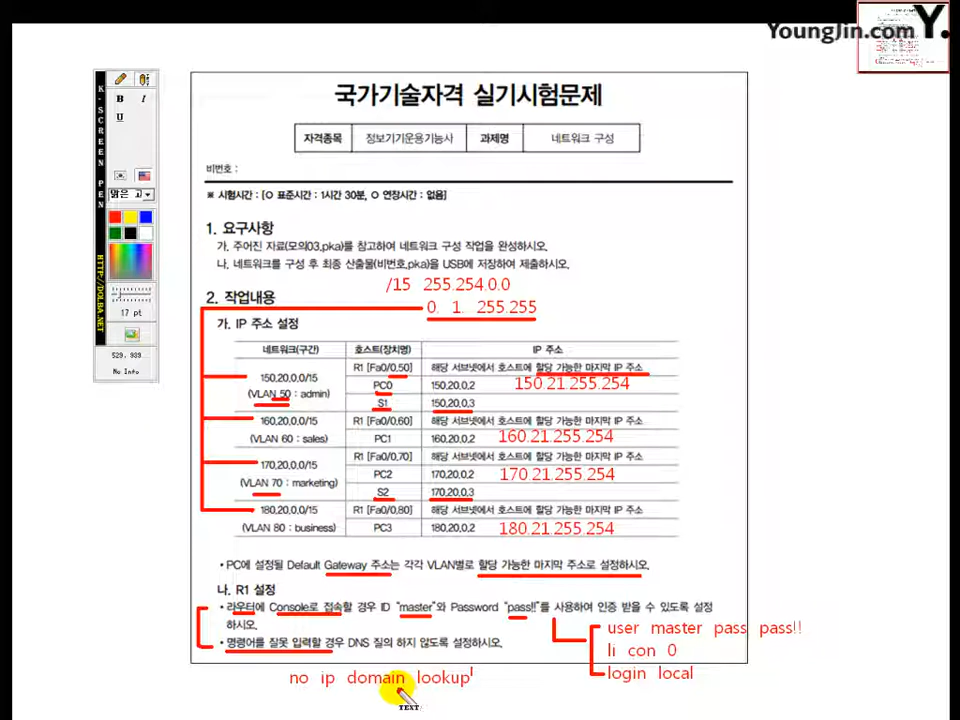 YoungJin.com Y.
K-SCREEN PEN
HTTP://DOLBA.NET
B I
U
맑은 고
17 pt
529, 989
No Info
국가기술자격 실기시험문제
자격종목 정보기기운용기능사 과제명 네트워크 구성
비번호 :
※ 시험시간 : [O 표준시간 : 1시간 30분, O 연장시간 : 없음]
1. 요구사항
가. 주어진 자료(모의03.pka)를 참고하여 네트워크 구성 작업을 완성하시오.
나. 네트워크를 구성 후 최종 산출물(비번호.pka)을 USB에 저장하여 제출하시오.
/15 255.254.0.0
2. 작업내용
0. 1. 255.255
가. IP 주소 설정
네트워크(구간) 호스트(장치명) IP 주소
150.20.0.0/15 (VLAN 50 : admin)
R1 [Fa0/0.50] 해당 서브넷에서 호스트에 할당 가능한 마지막 IP 주소
PC0 150.20.0.2 150.21.255.254
S1 150.20.0.3
160.20.0.0/15 (VLAN 60 : sales)
R1 [Fa0/0.60] 해당 서브넷에서 호스트에 할당 가능한 마지막 IP 주소
PC1 160.20.0.2 160.21.255.254
170.20.0.0/15 (VLAN 70 : marketing)
R1 [Fa0/0.70] 해당 서브넷에서 호스트에 할당 가능한 마지막 IP 주소
PC2 170.20.0.2 170.21.255.254
S2 170.20.0.3
180.20.0.0/15 (VLAN 80 : business)
R1 [Fa0/0.80] 해당 서브넷에서 호스트에 할당 가능한 마지막 IP 주소
PC3 180.20.0.2 180.21.255.254
• PC에 설정될 Default Gateway 주소는 각각 VLAN별로 할당 가능한 마지막 주소로 설정하시오.
나. R1 설정
• 라우터에 Console로 접속할 경우 ID “master”와 Password “pass!!”를 사용하여 인증 받을 수 있도록 설정
하시오.
• 명령어를 잘못 입력할 경우 DNS 질의 하지 않도록 설정하시오.
user master pass pass!!
li con 0
login local
no ip domain lookup
TEXT